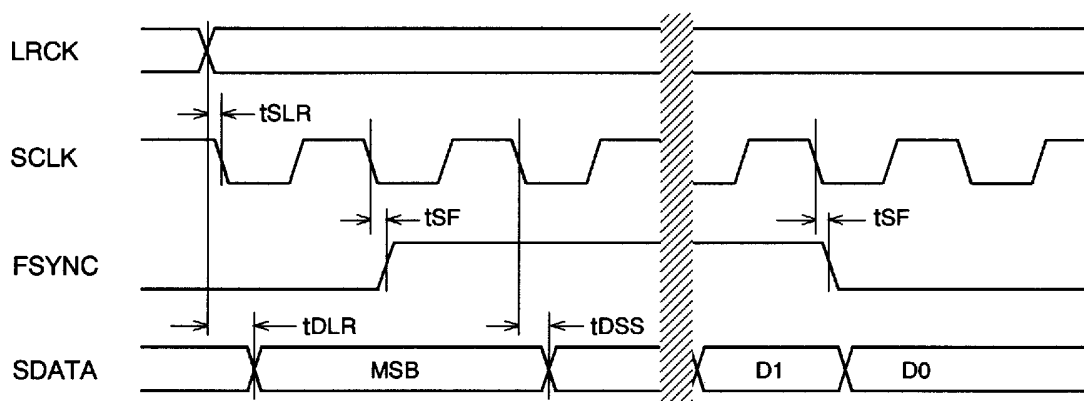 LRCK
tSLR
SCLK
tSF
tSF
FSYNC
tDLR
tDSS
SDATA
MSB
D1
D0